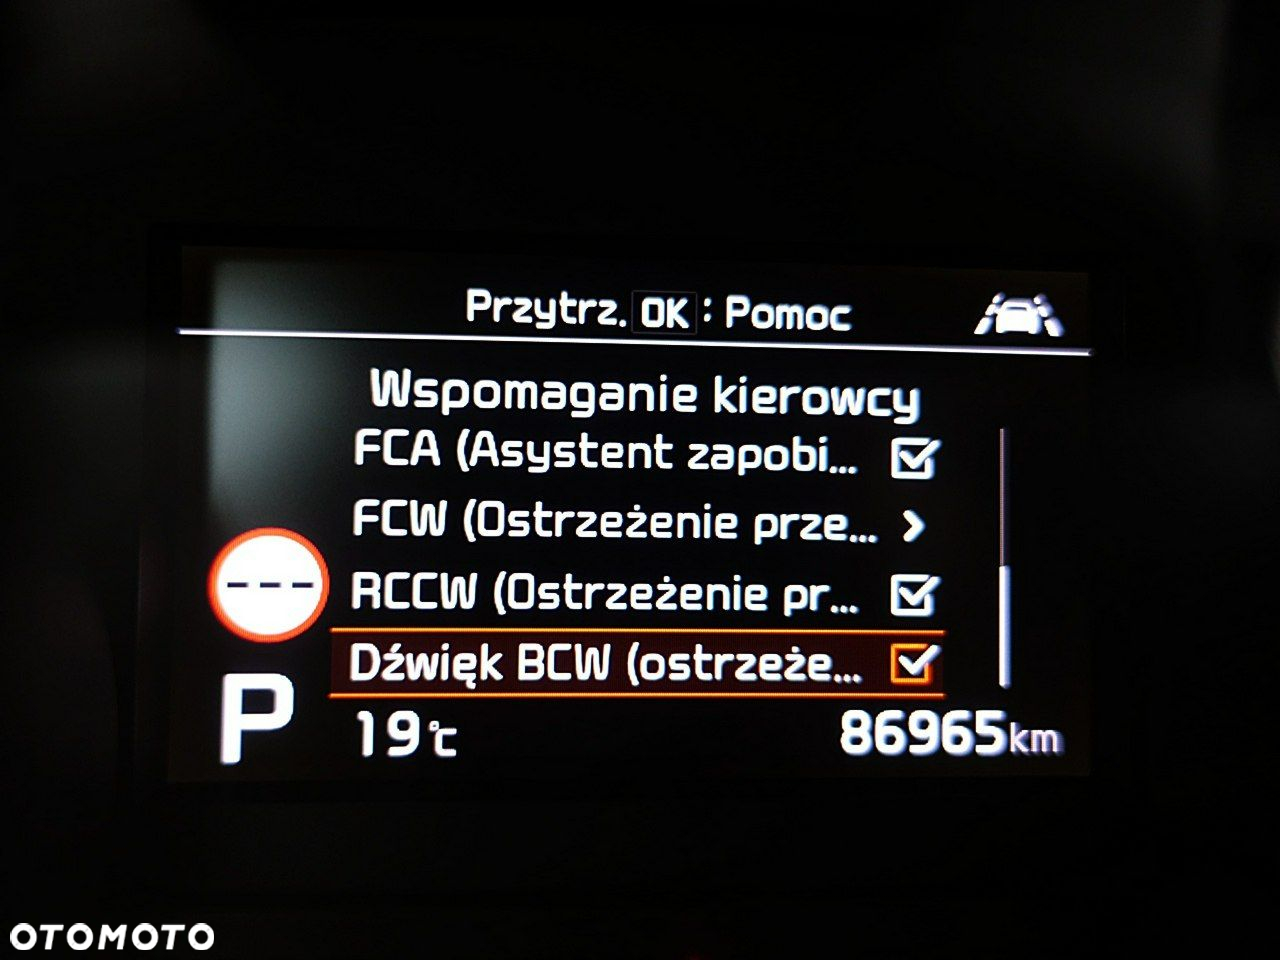 Przytrz. OK : Pomoc
Wspomaganie kierowcy
FCA (Asystent zapobi...
FCW (Ostrzeżenie prze...
RCCW (Ostrzeżenie pr...
Dźwięk BCW (ostrzeże...
---
P
19°C
86965km
OTOMOTO